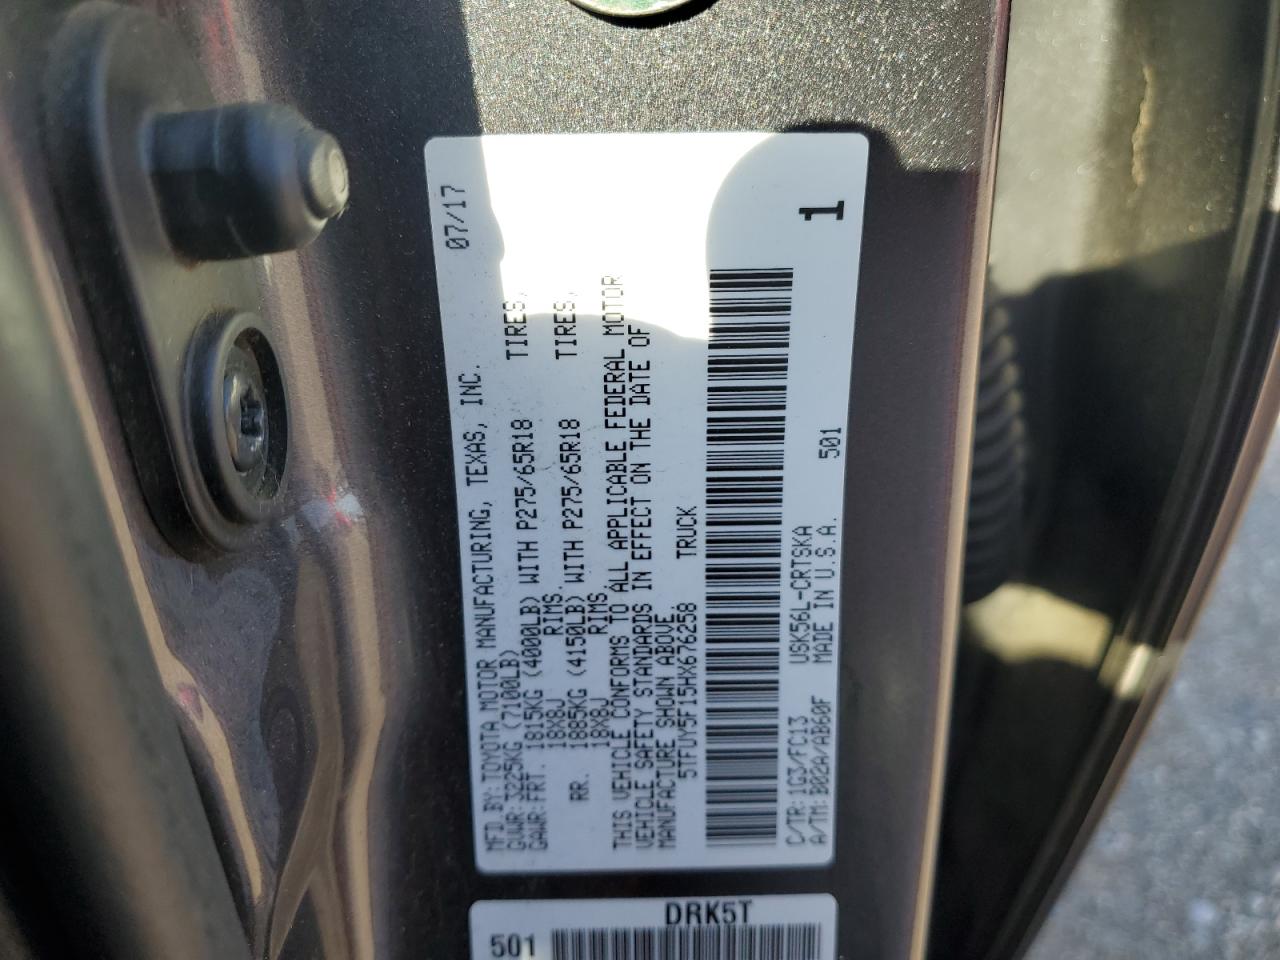 MFD.BY:TOYOTA MOTOR MANUFACTURING, TEXAS, INC. 07/17
GVWR:3225KG (7100LB)
GAWR:FRT. 1815KG (4000LB) WITH P275/65R18 TIRES,
18X8J RIMS,
RR. 1885KG (4150LB) WITH P275/65R18 TIRES,
18X8J RIMS.
THIS VEHICLE CONFORMS TO ALL APPLICABLE FEDERAL MOTOR
VEHICLE SAFETY STANDARDS IN EFFECT ON THE DATE OF
MANUFACTURE SHOWN ABOVE.
5TFUY5F15HX676258 TRUCK
C/TR:1G3/FC13 USK56L-CRTSKA
A/TM:B02A/AB60F MADE IN U.S.A. 501
1
DRK5T
501